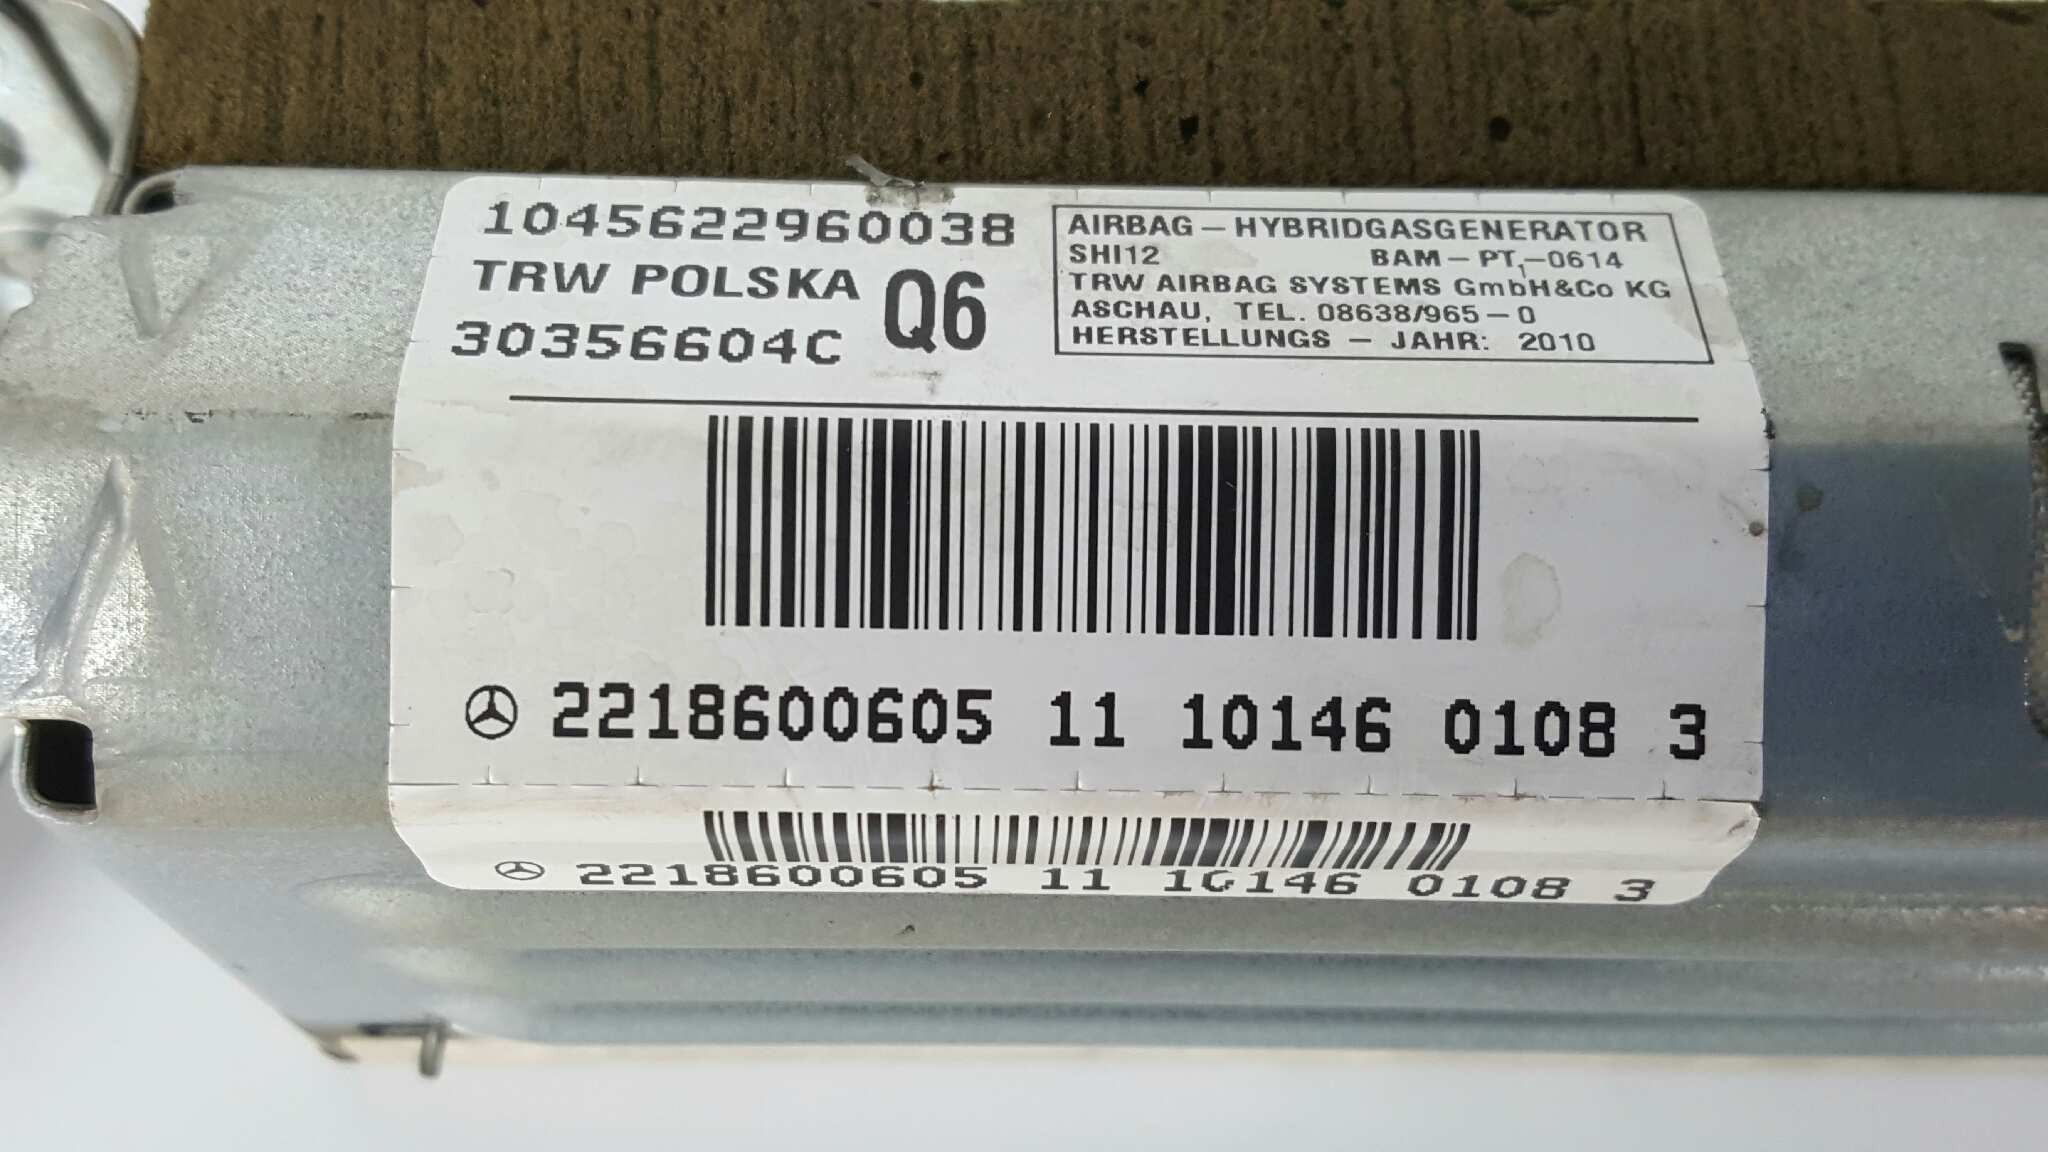 1045622960038
TRW POLSKA
30356604C
Q6
AIRBAG – HYBRIDGASGENERATOR
SHI12 BAM – PT₁ – 0614
TRW AIRBAG SYSTEMS GmbH&Co KG
ASCHAU, TEL. 08638/965 – 0
HERSTELLUNGS – JAHR: 2010
2218600605 11 10146 0108 3
2218600605 11 10146 0108 3